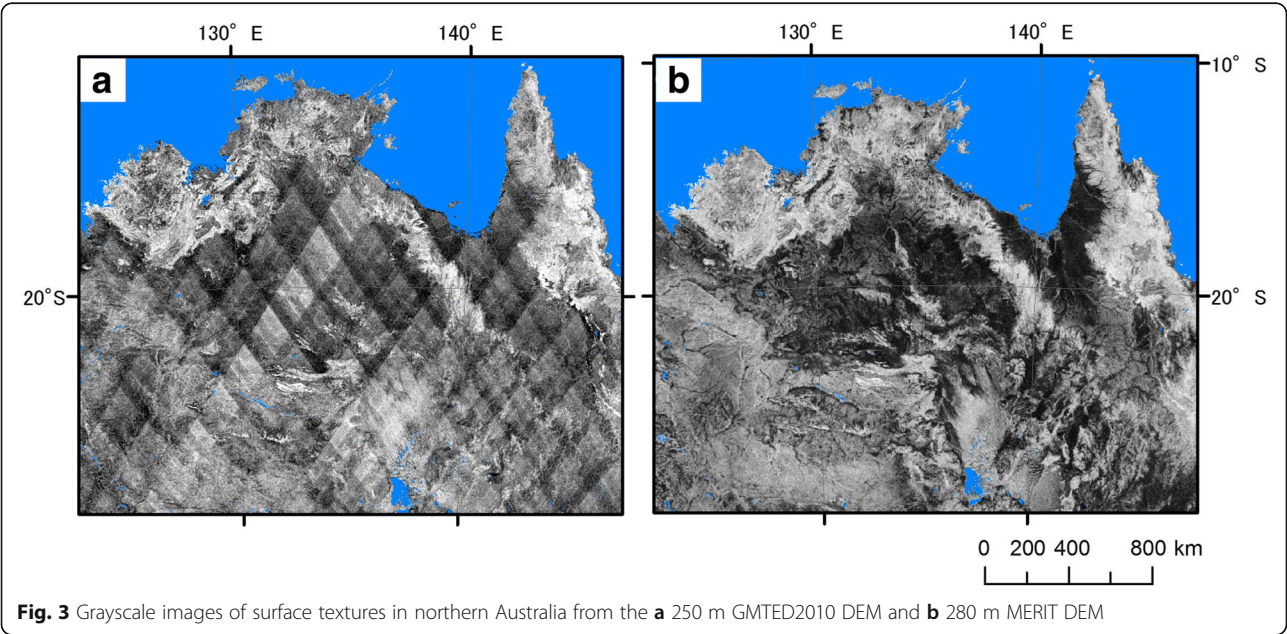 130° E 140° E 130° E 140° E
a b 10° S
20°S 20° S
0 200 400 800 km
Fig. 3 Grayscale images of surface textures in northern Australia from the a 250 m GMTED2010 DEM and b 280 m MERIT DEM